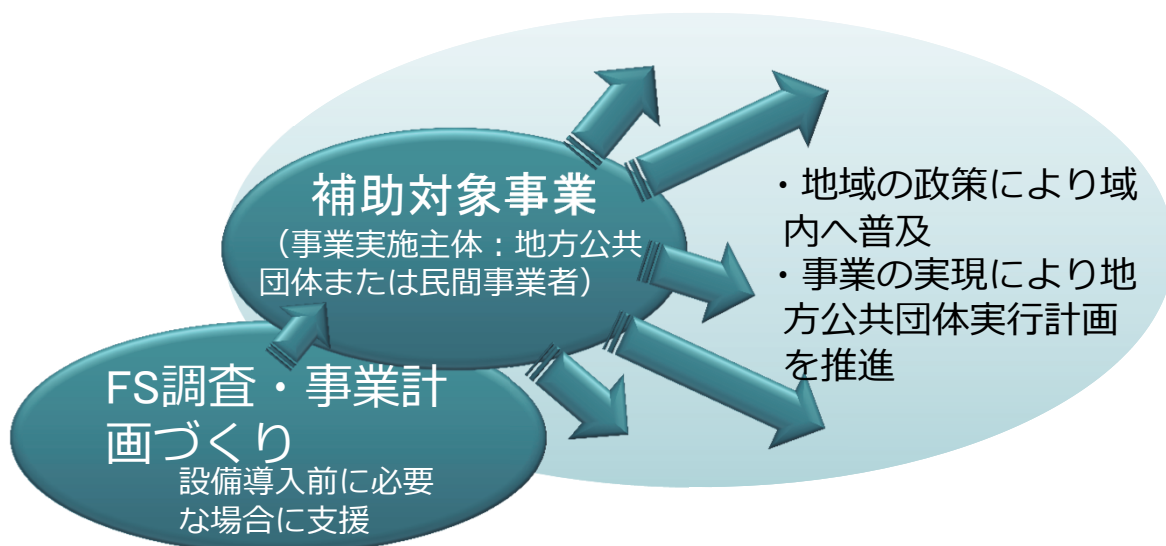 補助対象事業
（事業実施主体：地方公共
団体または民間事業者）
・地域の政策により域
内へ普及
・事業の実現により地
方公共団体実行計画
を推進
FS調査・事業計
画づくり
設備導入前に必要
な場合に支援